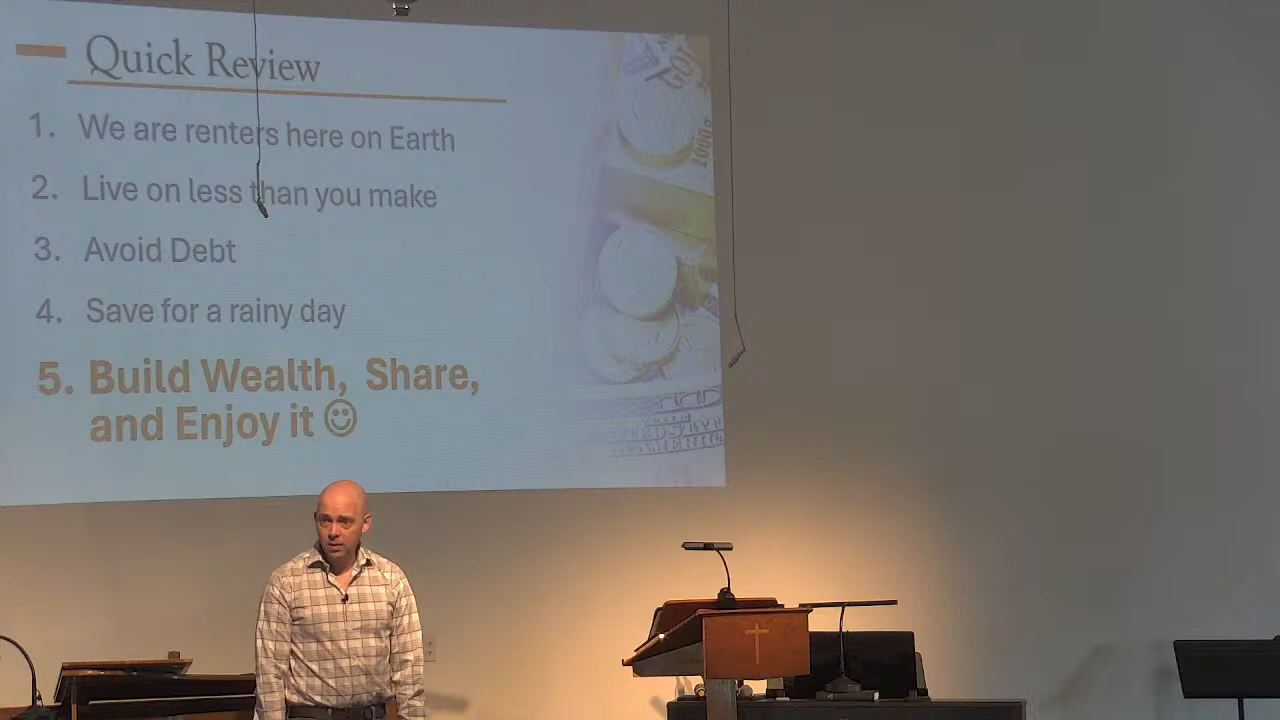 Quick Review
1. We are renters here on Earth
2. Live on less than you make
3. Avoid Debt
4. Save for a rainy day
5. Build Wealth, Share,
and Enjoy it ☺